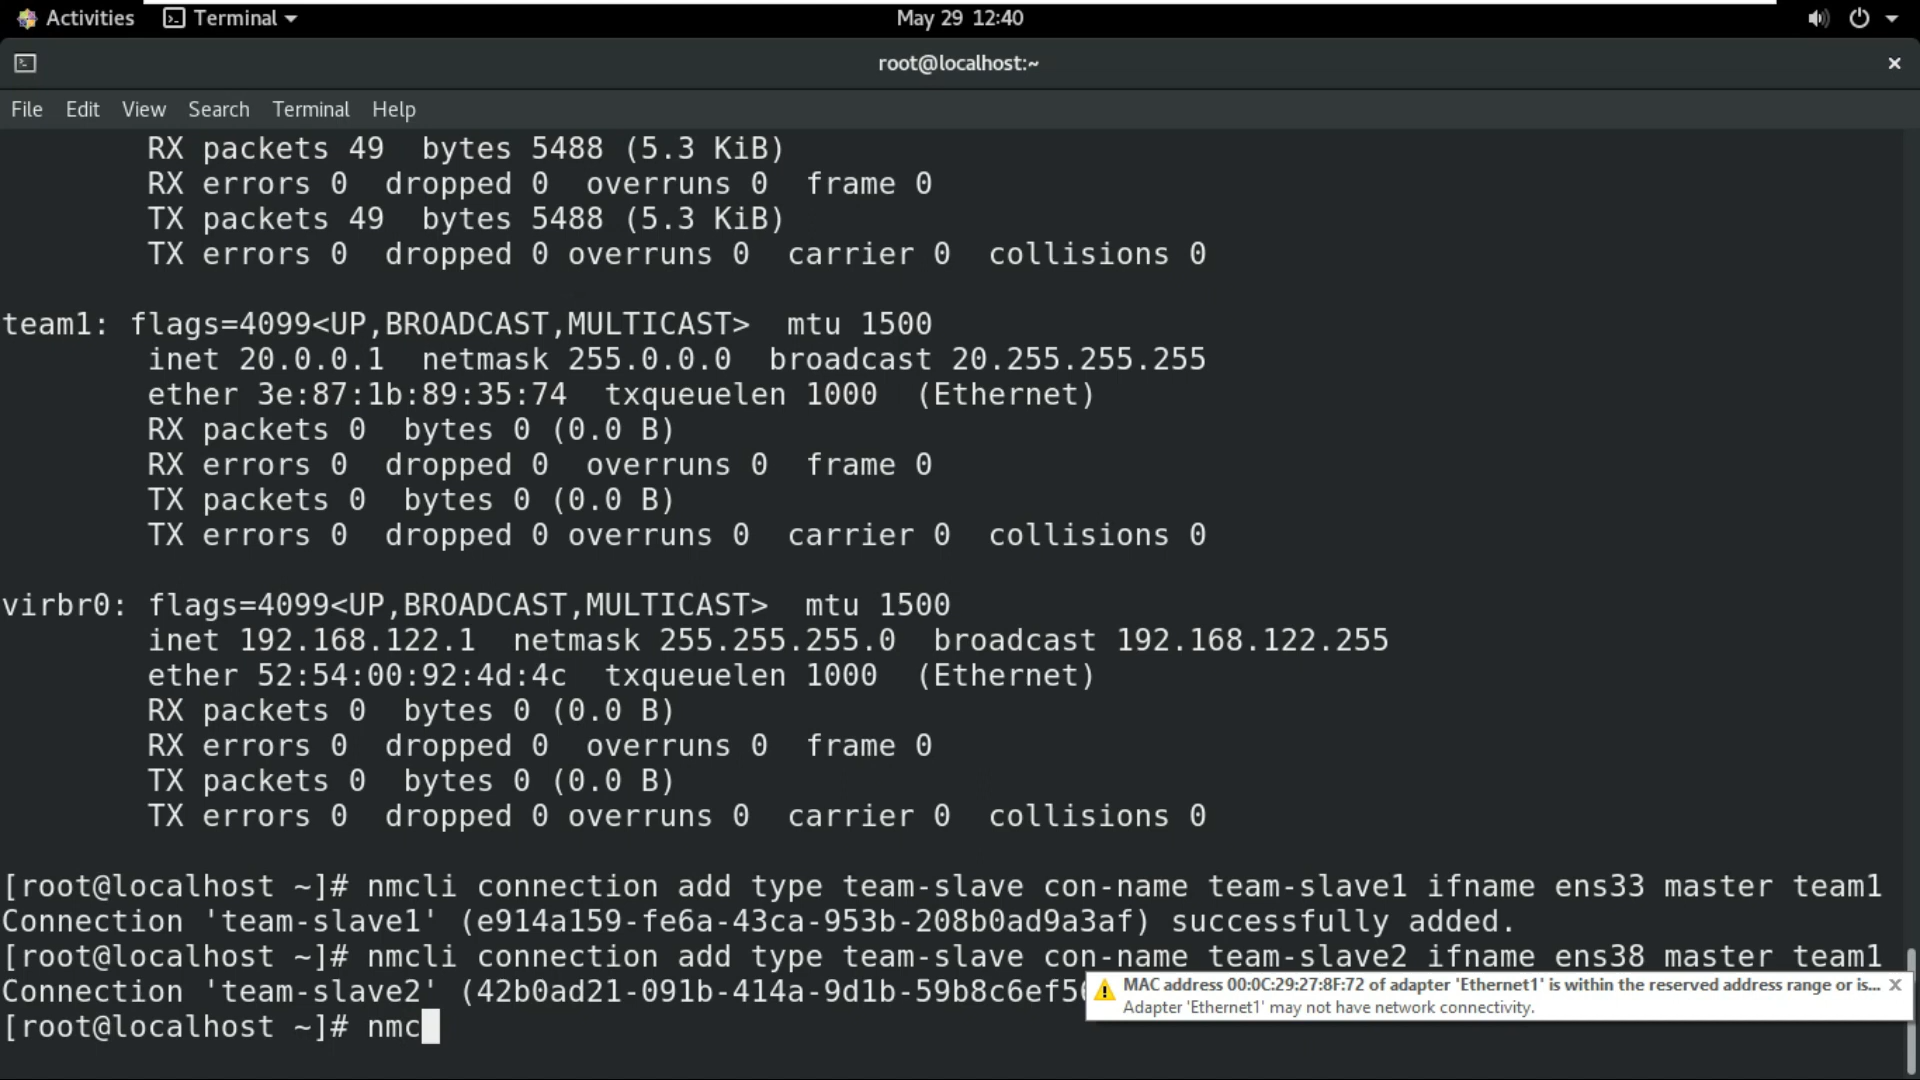 Activities Terminal May 29 12:40
root@localhost:~
File Edit View Search Terminal Help
RX packets 49 bytes 5488 (5.3 KiB)
RX errors 0 dropped 0 overruns 0 frame 0
TX packets 49 bytes 5488 (5.3 KiB)
TX errors 0 dropped 0 overruns 0 carrier 0 collisions 0
team1: flags=4099<UP,BROADCAST,MULTICAST> mtu 1500
inet 20.0.0.1 netmask 255.0.0.0 broadcast 20.255.255.255
ether 3e:87:1b:89:35:74 txqueuelen 1000 (Ethernet)
RX packets 0 bytes 0 (0.0 B)
RX errors 0 dropped 0 overruns 0 frame 0
TX packets 0 bytes 0 (0.0 B)
TX errors 0 dropped 0 overruns 0 carrier 0 collisions 0
virbr0: flags=4099<UP,BROADCAST,MULTICAST> mtu 1500
inet 192.168.122.1 netmask 255.255.255.0 broadcast 192.168.122.255
ether 52:54:00:92:4d:4c txqueuelen 1000 (Ethernet)
RX packets 0 bytes 0 (0.0 B)
RX errors 0 dropped 0 overruns 0 frame 0
TX packets 0 bytes 0 (0.0 B)
TX errors 0 dropped 0 overruns 0 carrier 0 collisions 0
[root@localhost ~]# nmcli connection add type team-slave con-name team-slave1 ifname ens33 master team1
Connection 'team-slave1' (e914a159-fe6a-43ca-953b-208b0ad9a3af) successfully added.
[root@localhost ~]# nmcli connection add type team-slave con-name team-slave2 ifname ens38 master team1
Connection 'team-slave2' (42b0ad21-091b-414a-9d1b-59b8c6ef5
[root@localhost ~]# nmc
MAC address 00:0C:29:27:8F:72 of adapter 'Ethernet1' is within the reserved address range or is...
Adapter 'Ethernet1' may not have network connectivity.